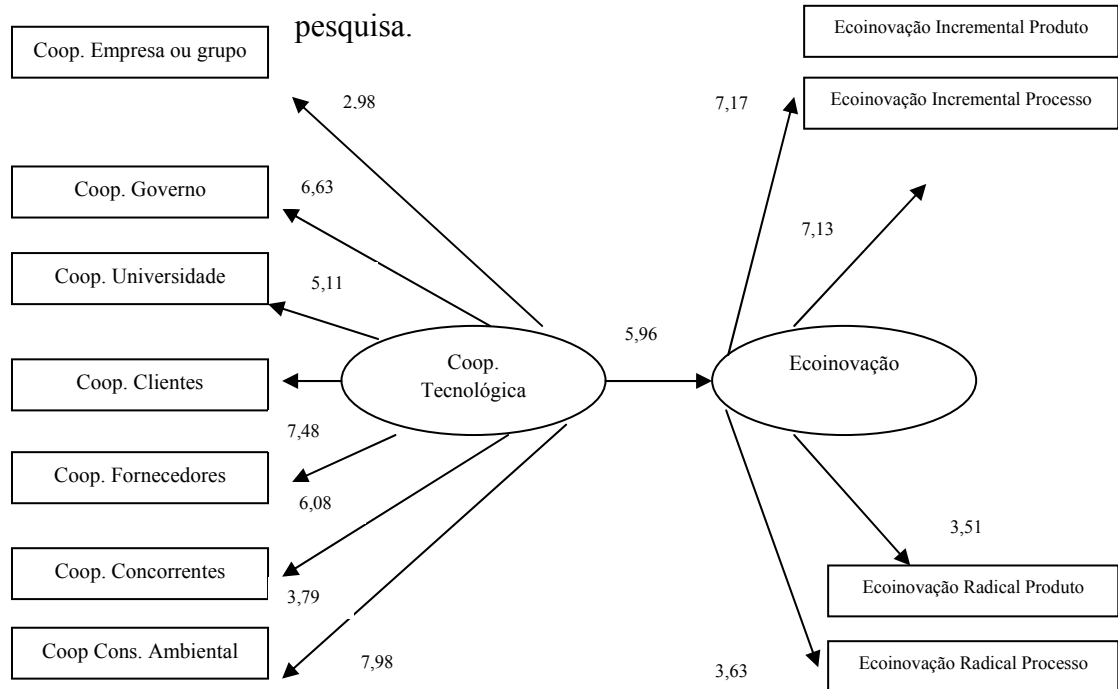 pesquisa.
Coop. Empresa ou grupo
Ecoinovação Incremental Produto
2,98
7,17
Ecoinovação Incremental Processo
Coop. Governo
6,63
7,13
Coop. Universidade
5,11
5,96
Coop.
Tecnológica
Ecoinovação
Coop. Clientes
7,48
Coop. Fornecedores
6,08
3,51
Coop. Concorrentes
3,79
Ecoinovação Radical Produto
Coop Cons. Ambiental
7,98
3,63
Ecoinovação Radical Processo